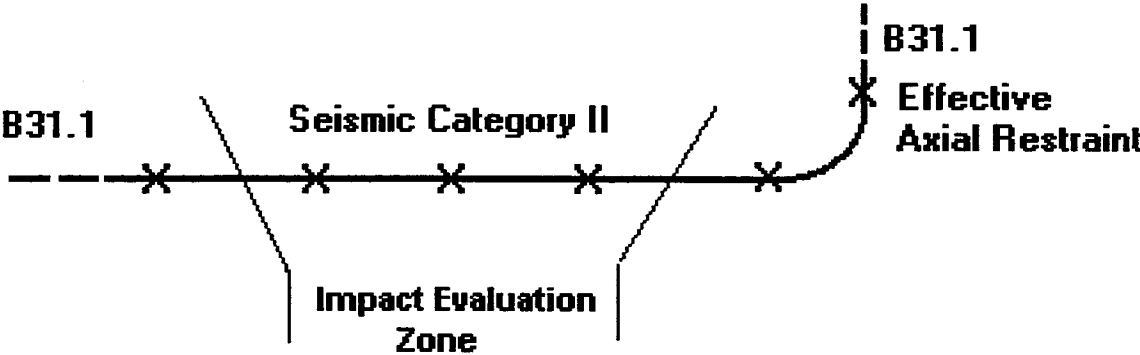 B31.1
Effective
Axial Restraint
B31.1
Seismic Category II
Impact Evaluation
Zone